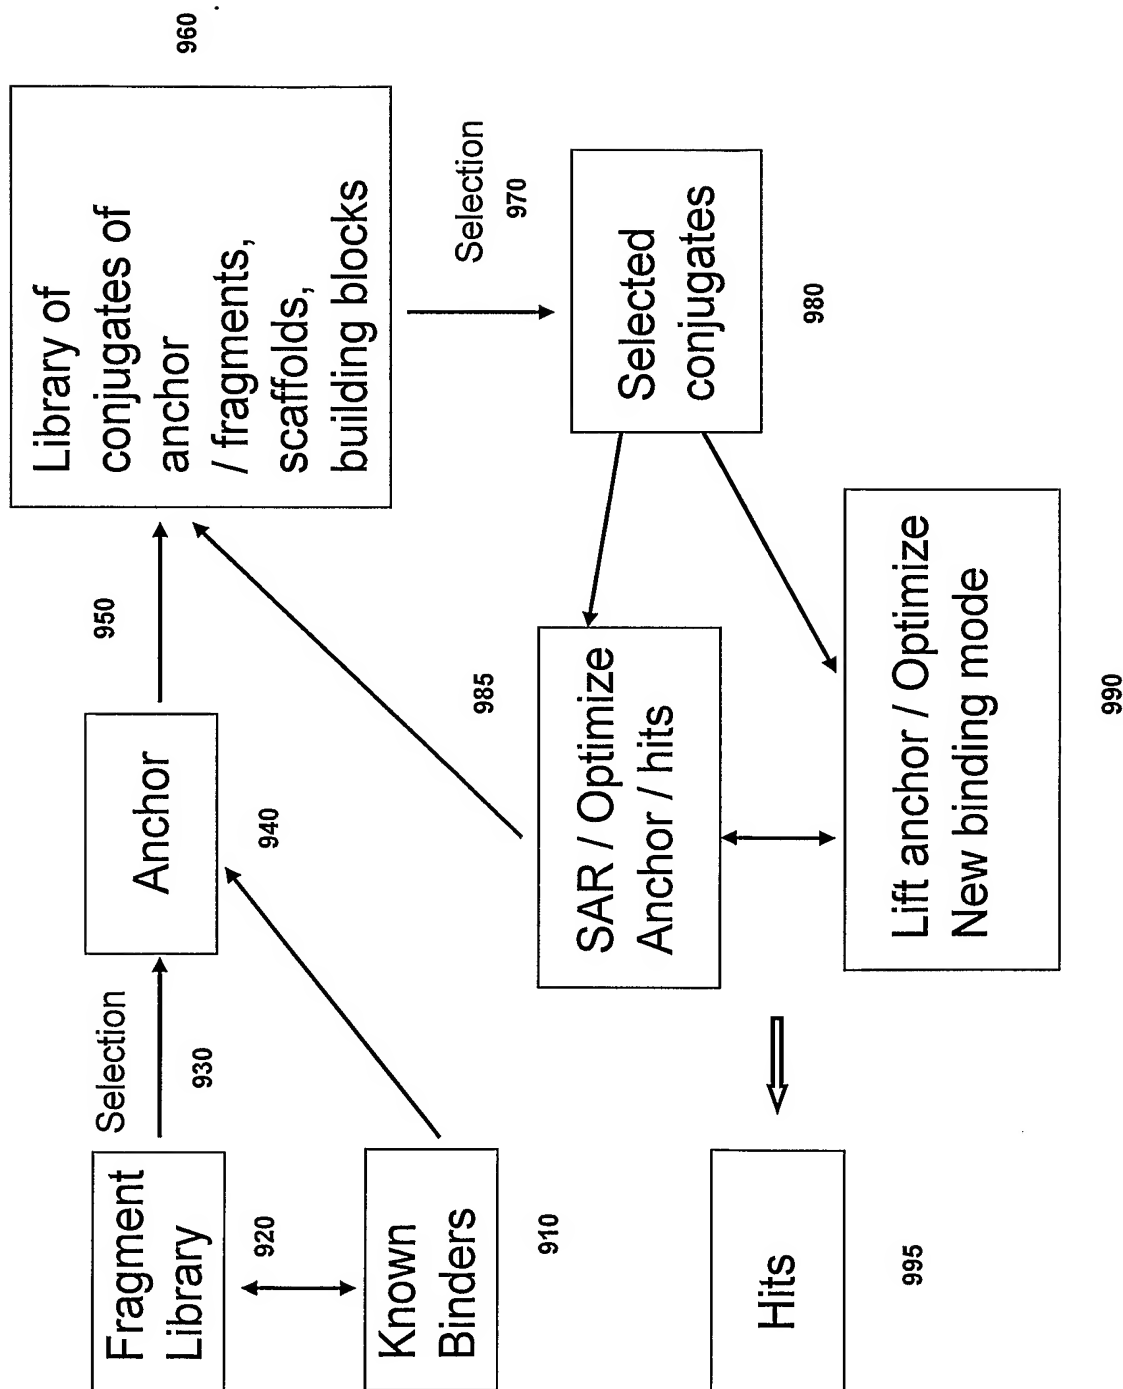 Fragment
Library
920
Selection
930
Anchor
940
950
Library of
conjugates of
anchor
/ fragments,
scaffolds,
building blocks
960
Known
Binders
910
Selection
970
SAR / Optimize
Anchor / hits
985
Selected
conjugates
980
Hits
995
Lift anchor / Optimize
New binding mode
990